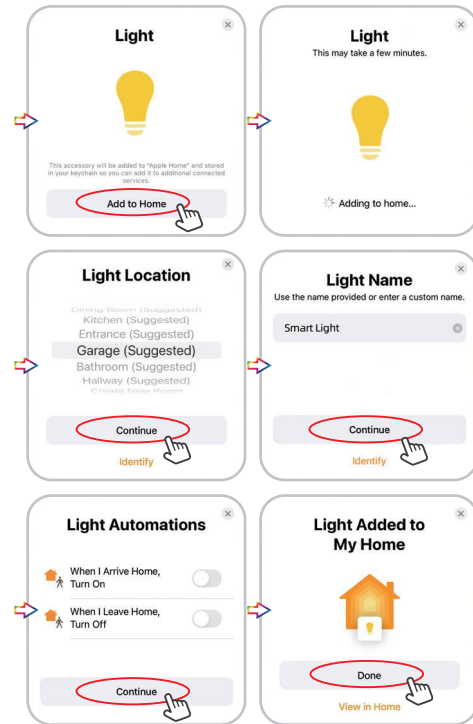 Light
This accessory will be added to "Apple Home" and stored
in your keychain so you can add it to additional connected
services.
Add to Home
Light
This may take a few minutes.
Adding to home...
Light Location
Dining Room (Suggested)
Kitchen (Suggested)
Entrance (Suggested)
Garage (Suggested)
Bathroom (Suggested)
Hallway (Suggested)
Create New Room
Continue
Identify
Light Name
Use the name provided or enter a custom name.
Smart Light
Continue
Identify
Light Automations
When I Arrive Home,
Turn On
When I Leave Home,
Turn Off
Continue
Light Added to
My Home
Done
View in Home